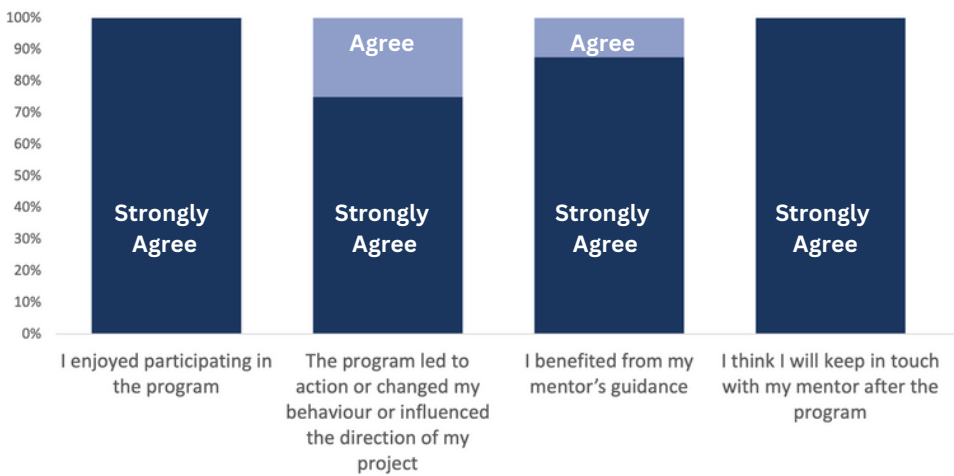 100%
90%
80%
70%
60%
50%
40%
30%
20%
10%
0%
Strongly
Agree
Agree
Strongly
Agree
Agree
Strongly
Agree
Strongly
Agree
I enjoyed participating in
the program
The program led to
action or changed my
behaviour or influenced
the direction of my
project
I benefited from my
mentor’s guidance
I think I will keep in touch
with my mentor after the
program